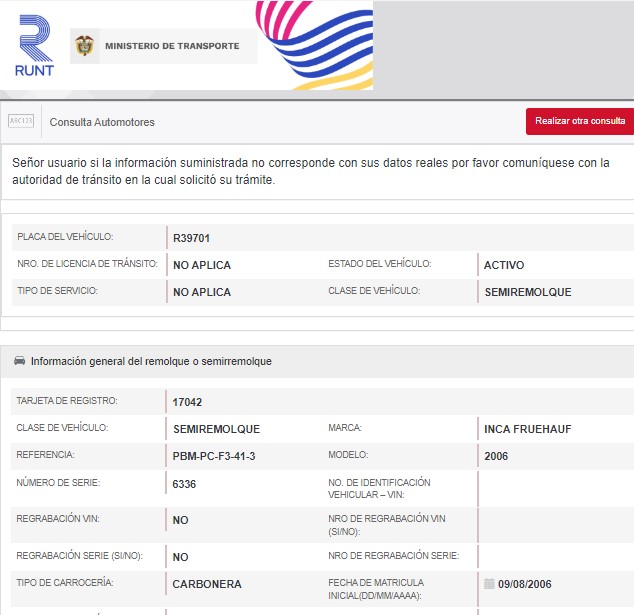 RUNT
MINISTERIO DE TRANSPORTE
ABC123
Consulta Automotores
Realizar otra consulta
Señor usuario si la información suministrada no corresponde con sus datos reales por favor comuníquese con la
autoridad de tránsito en la cual solicitó su trámite.
PLACA DEL VEHÍCULO: R39701
NRO. DE LICENCIA DE TRÁNSITO: NO APLICA ESTADO DEL VEHÍCULO: ACTIVO
TIPO DE SERVICIO: NO APLICA CLASE DE VEHÍCULO: SEMIREMOLQUE
Información general del remolque o semirremolque
TARJETA DE REGISTRO: 17042
CLASE DE VEHÍCULO: SEMIREMOLQUE MARCA: INCA FRUEHAUF
REFERENCIA: PBM-PC-F3-41-3 MODELO: 2006
NÚMERO DE SERIE: 6336 NO. DE IDENTIFICACIÓN
VEHICULAR – VIN:
REGRABACIÓN VIN: NO NRO DE REGRABACIÓN VIN
(SI/NO):
REGRABACIÓN SERIE (SI/NO): NO NRO DE REGRABACIÓN SERIE:
TIPO DE CARROCERÍA: CARBONERA FECHA DE MATRICULA
INICIAL(DD/MM/AAAA): 09/08/2006